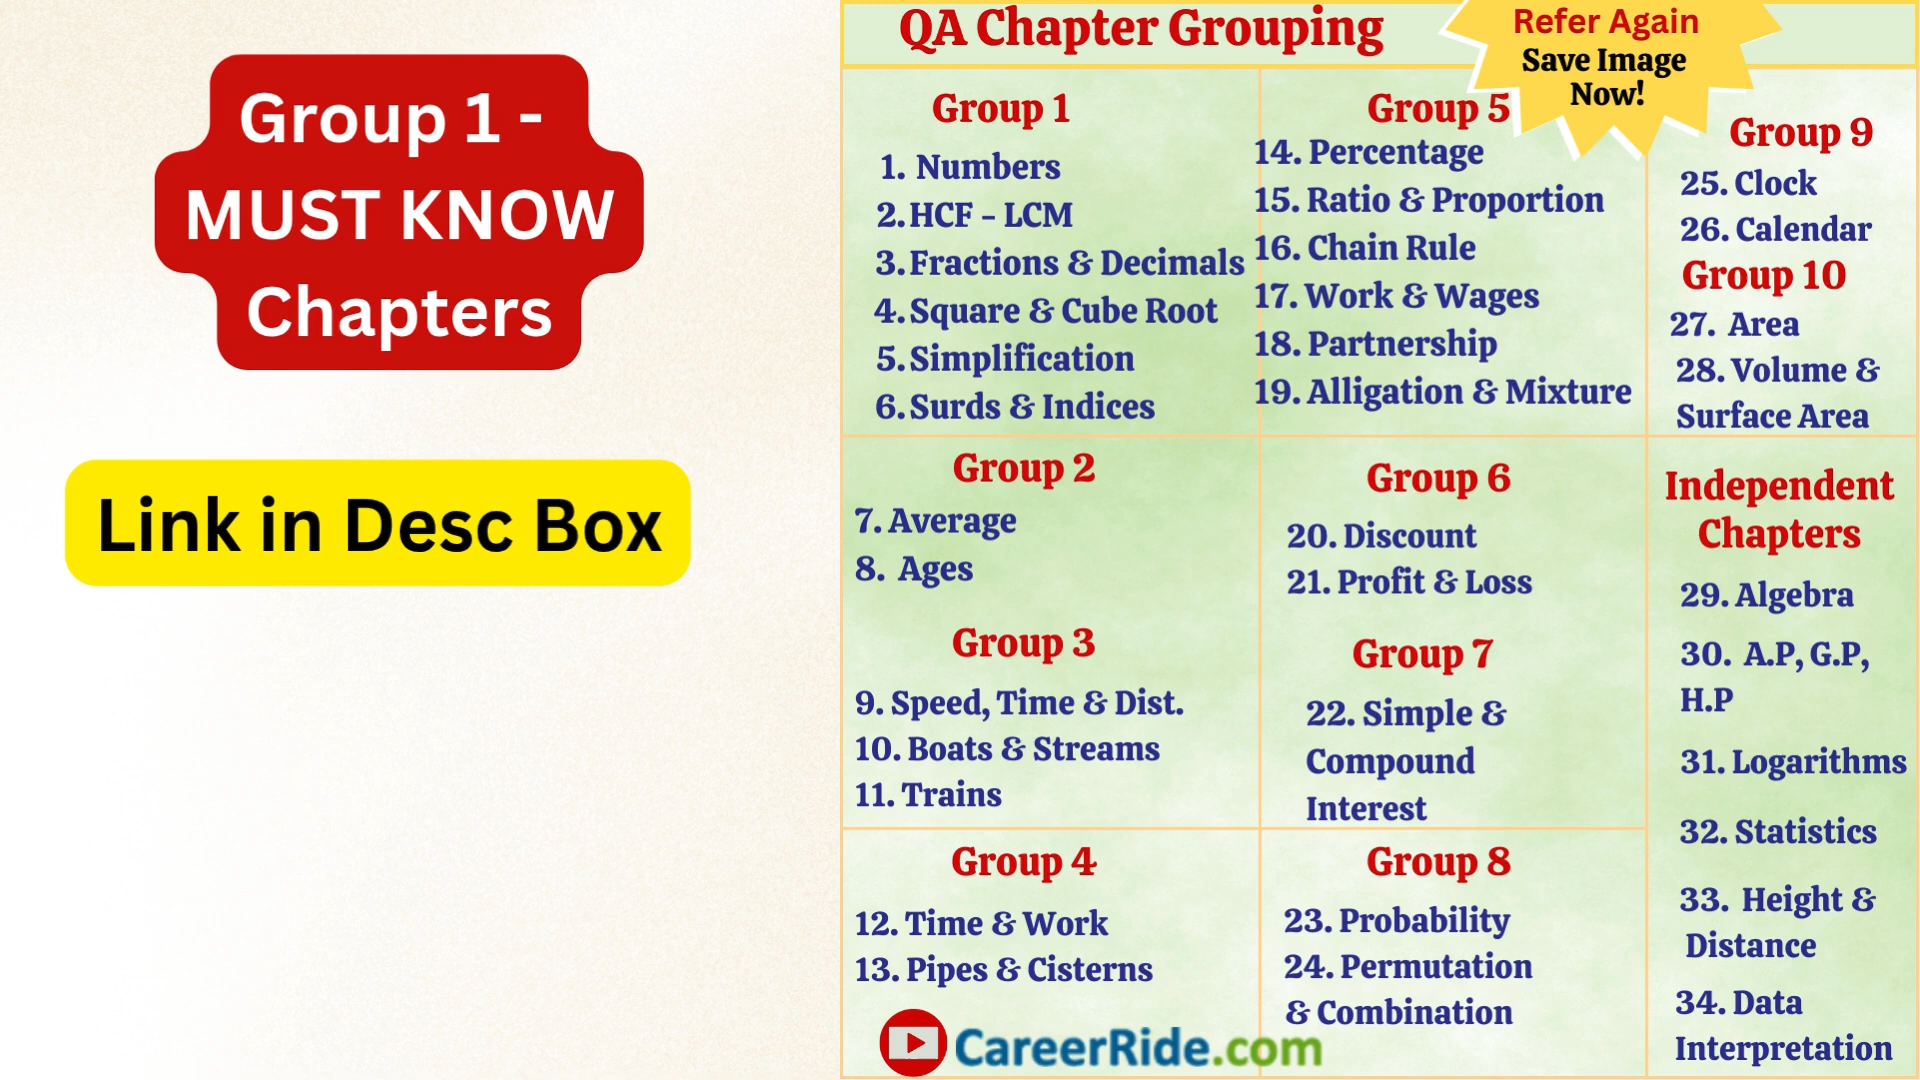 Group 1 -
MUST KNOW
Chapters
Link in Desc Box
QA Chapter Grouping
Refer Again
Save Image
Now!
Group 1
1. Numbers
2. HCF - LCM
3. Fractions & Decimals
4. Square & Cube Root
5. Simplification
6. Surds & Indices
Group 2
7. Average
8. Ages
Group 3
9. Speed, Time & Dist.
10. Boats & Streams
11. Trains
Group 4
12. Time & Work
13. Pipes & Cisterns
Group 5
14. Percentage
15. Ratio & Proportion
16. Chain Rule
17. Work & Wages
18. Partnership
19. Alligation & Mixture
Group 6
20. Discount
21. Profit & Loss
Group 7
22. Simple &
Compound
Interest
Group 8
23. Probability
24. Permutation
& Combination
Group 9
25. Clock
26. Calendar
Group 10
27. Area
28. Volume &
Surface Area
Independent
Chapters
29. Algebra
30. A.P, G.P,
H.P
31. Logarithms
32. Statistics
33. Height &
Distance
34. Data
Interpretation
CareerRide.com